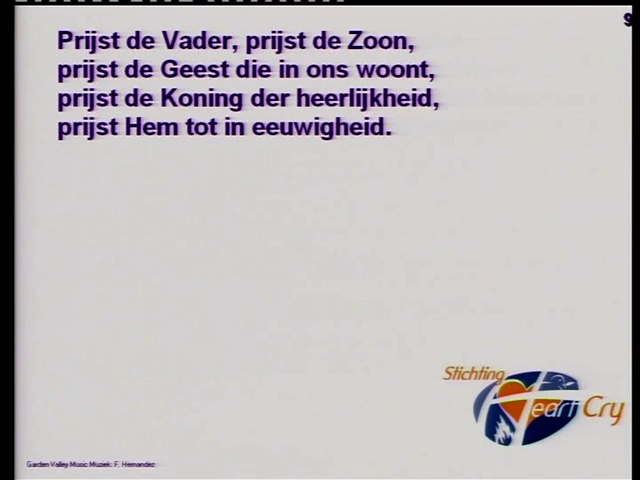 9
Prijst de Vader, prijst de Zoon,
prijst de Geest die in ons woont,
prijst de Koning der heerlijkheid,
prijst Hem tot in eeuwigheid.
Stichting
Heart Cry
Garden Valley Music Muziek: F. Hernandez